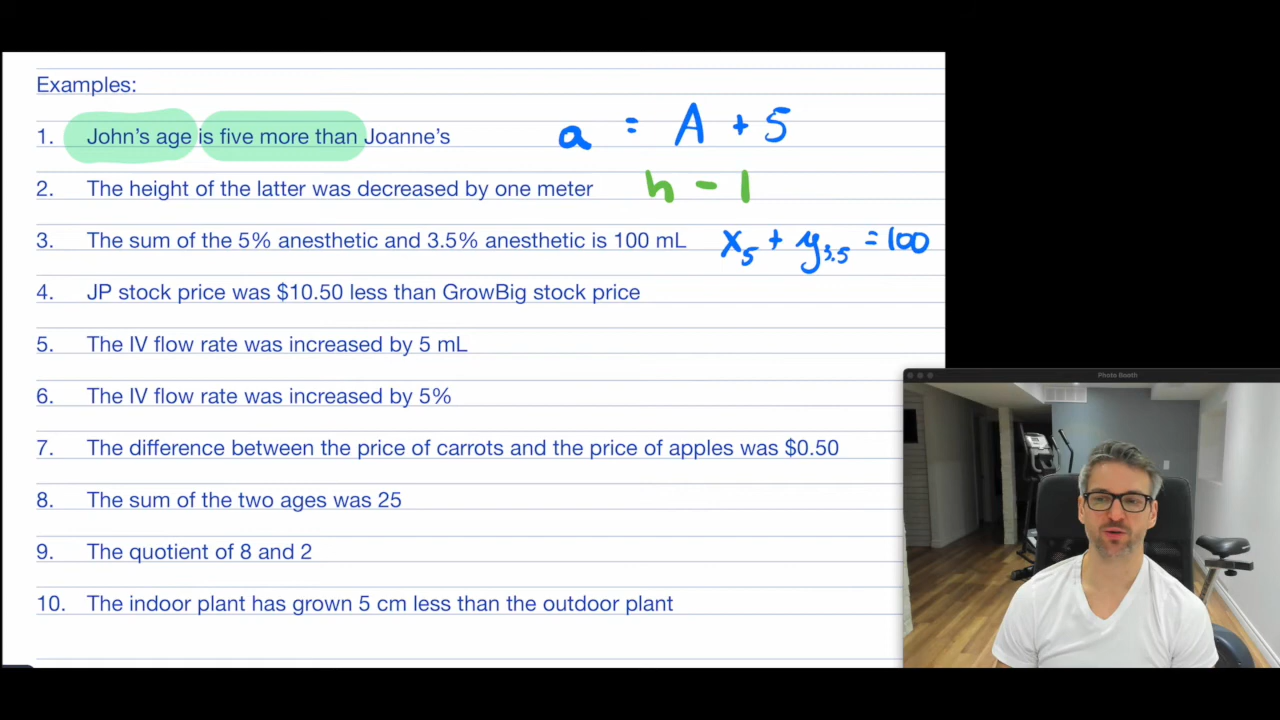 Examples:
1. John's age is five more than Joanne's a = A + 5
2. The height of the latter was decreased by one meter h - 1
3. The sum of the 5% anesthetic and 3.5% anesthetic is 100 mL x₅ + y₃.₅ = 100
4. JP stock price was $10.50 less than GrowBig stock price
5. The IV flow rate was increased by 5 mL
6. The IV flow rate was increased by 5%
Photo Booth
7. The difference between the price of carrots and the price of apples was $0.50
8. The sum of the two ages was 25
9. The quotient of 8 and 2
10. The indoor plant has grown 5 cm less than the outdoor plant